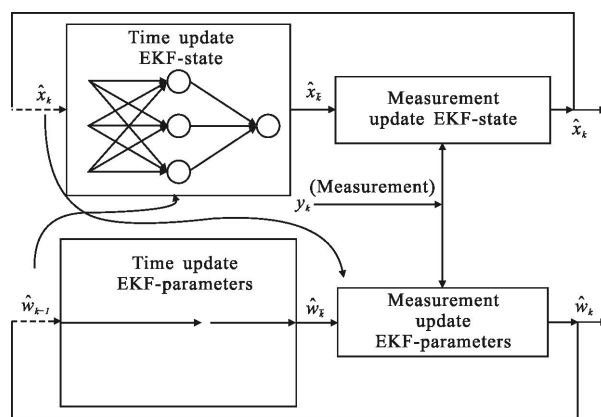 Time update
EKF-state
x̂ₖ
x̂ₖ̄
Measurement
update EKF-state
x̂ₖ
(Measurement)
yₖ
Time update
EKF-parameters
ŵₖ₋₁
ŵₖ̄
Measurement
update
EKF-parameters
ŵₖ